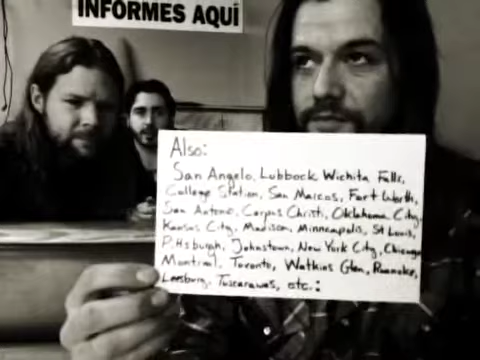 INFORMES AQUÍ
Also:
San Angelo, Lubbock, Wichita Falls,
College Station, San Marcos, Fort Worth,
San Antonio, Corpus Christi, Oklahoma City,
Kansas City, Madison, Minneapolis, St Louis,
Pittsburgh, Johnstown, New York City, Chicago
Montreal, Toronto, Watkins Glen, Roanoke,
Leesburg, Tuscarawas, etc.: